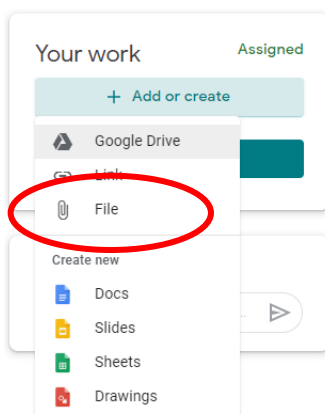 Your work
Assigned
+ Add or create
Google Drive
Link
File
Create new
Docs
Slides
Sheets
Drawings